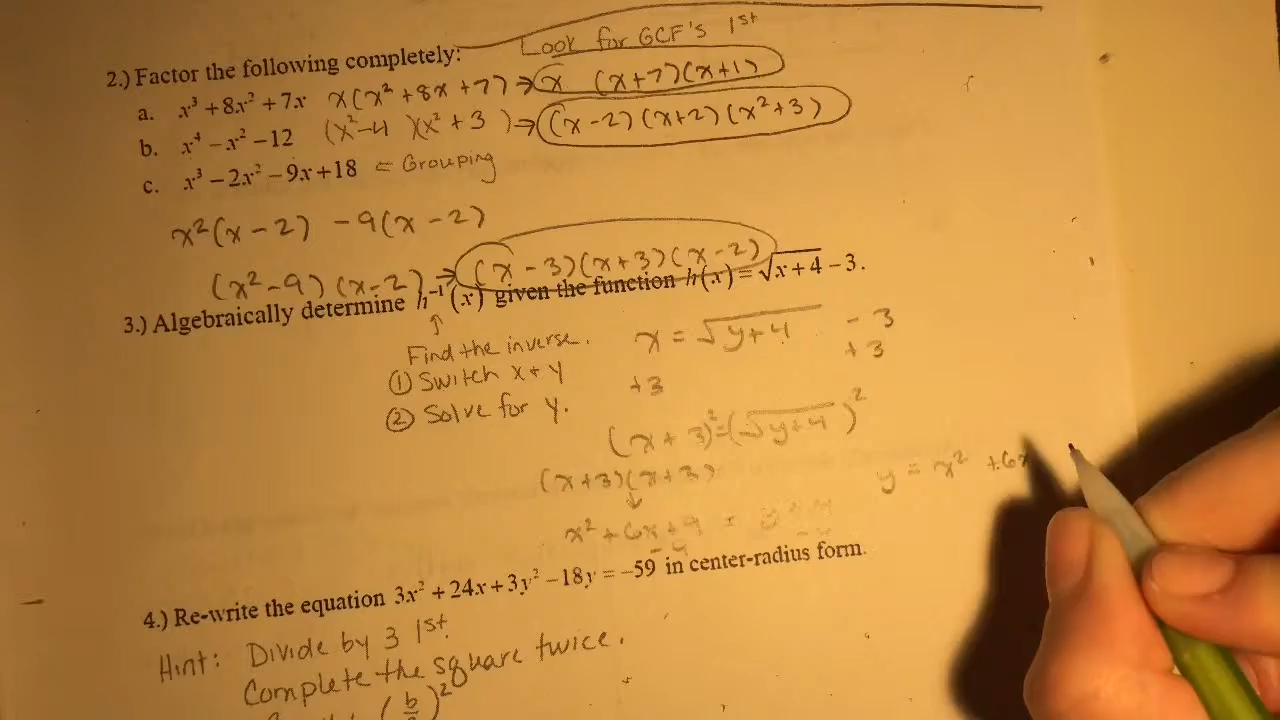 Look for GCF's 1st
2.) Factor the following completely:
a. x³ + 8x² + 7x x(x² + 8x + 7) → x (x+7)(x+1)
b. x⁴ − x² − 12 (x²−4 )(x² + 3 ) → (x−2)(x+2)(x²+3)
c. x³ − 2x² − 9x + 18 = Grouping
x²(x − 2) − 9(x − 2)
(x² − 9) (x − 2) → (x − 3)(x + 3)(x − 2)
3.) Algebraically determine h⁻¹(x) given the function h(x) = √(x+4) − 3.
↑
Find the inverse. x = √(y+4) − 3
① Switch x + y +3 +3
② Solve for y.
(x + 3)² = (√(y+4))²
(x+3)(x+3) y = x² + 6x
↓
x² + 6x + 9 = y + 4
−4 −4
4.) Re-write the equation 3x² + 24x + 3y² − 18y = −59 in center-radius form.
Hint: Divide by 3 1st.
Complete the square twice.